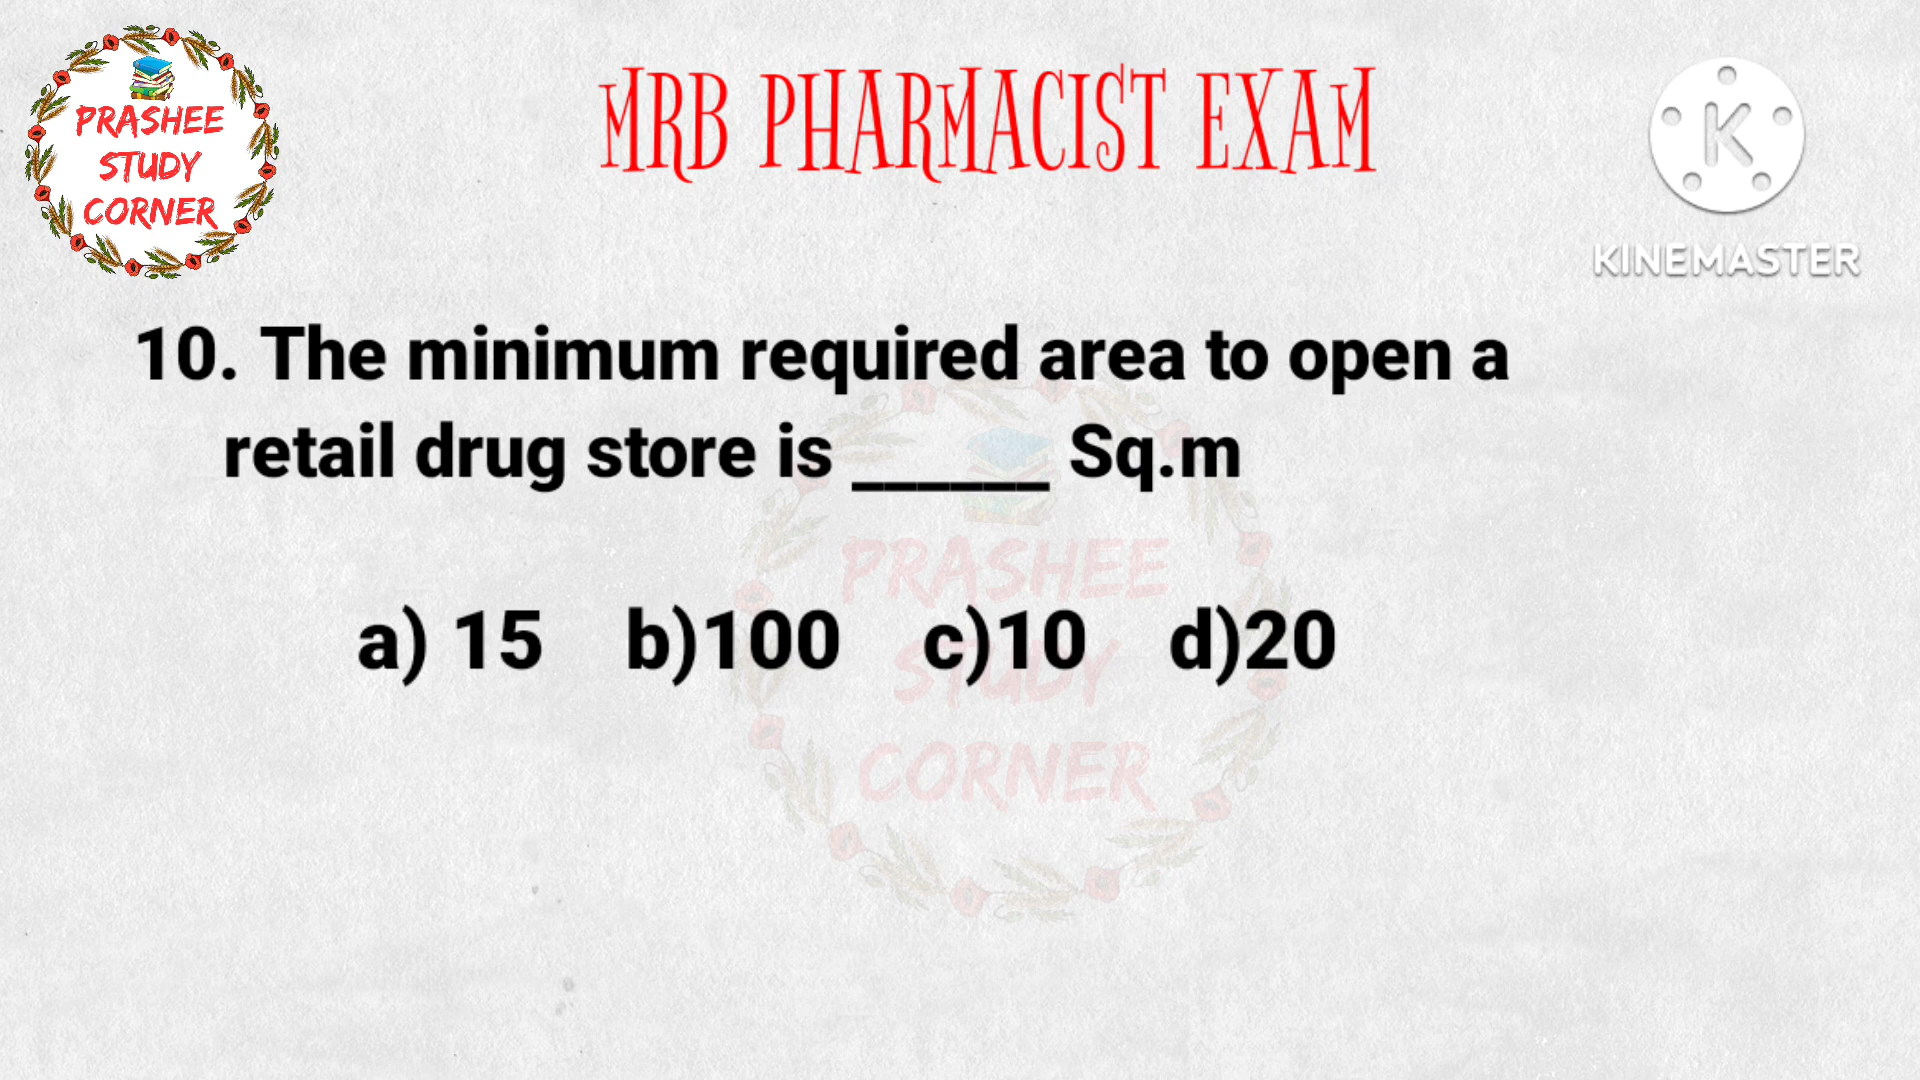 PRASHEE
STUDY
CORNER
MRB PHARMACIST EXAM
K
KINEMASTER
10. The minimum required area to open a
retail drug store is ______ Sq.m
a) 15 b)100 c)10 d)20
PRASHEE
STUDY
CORNER